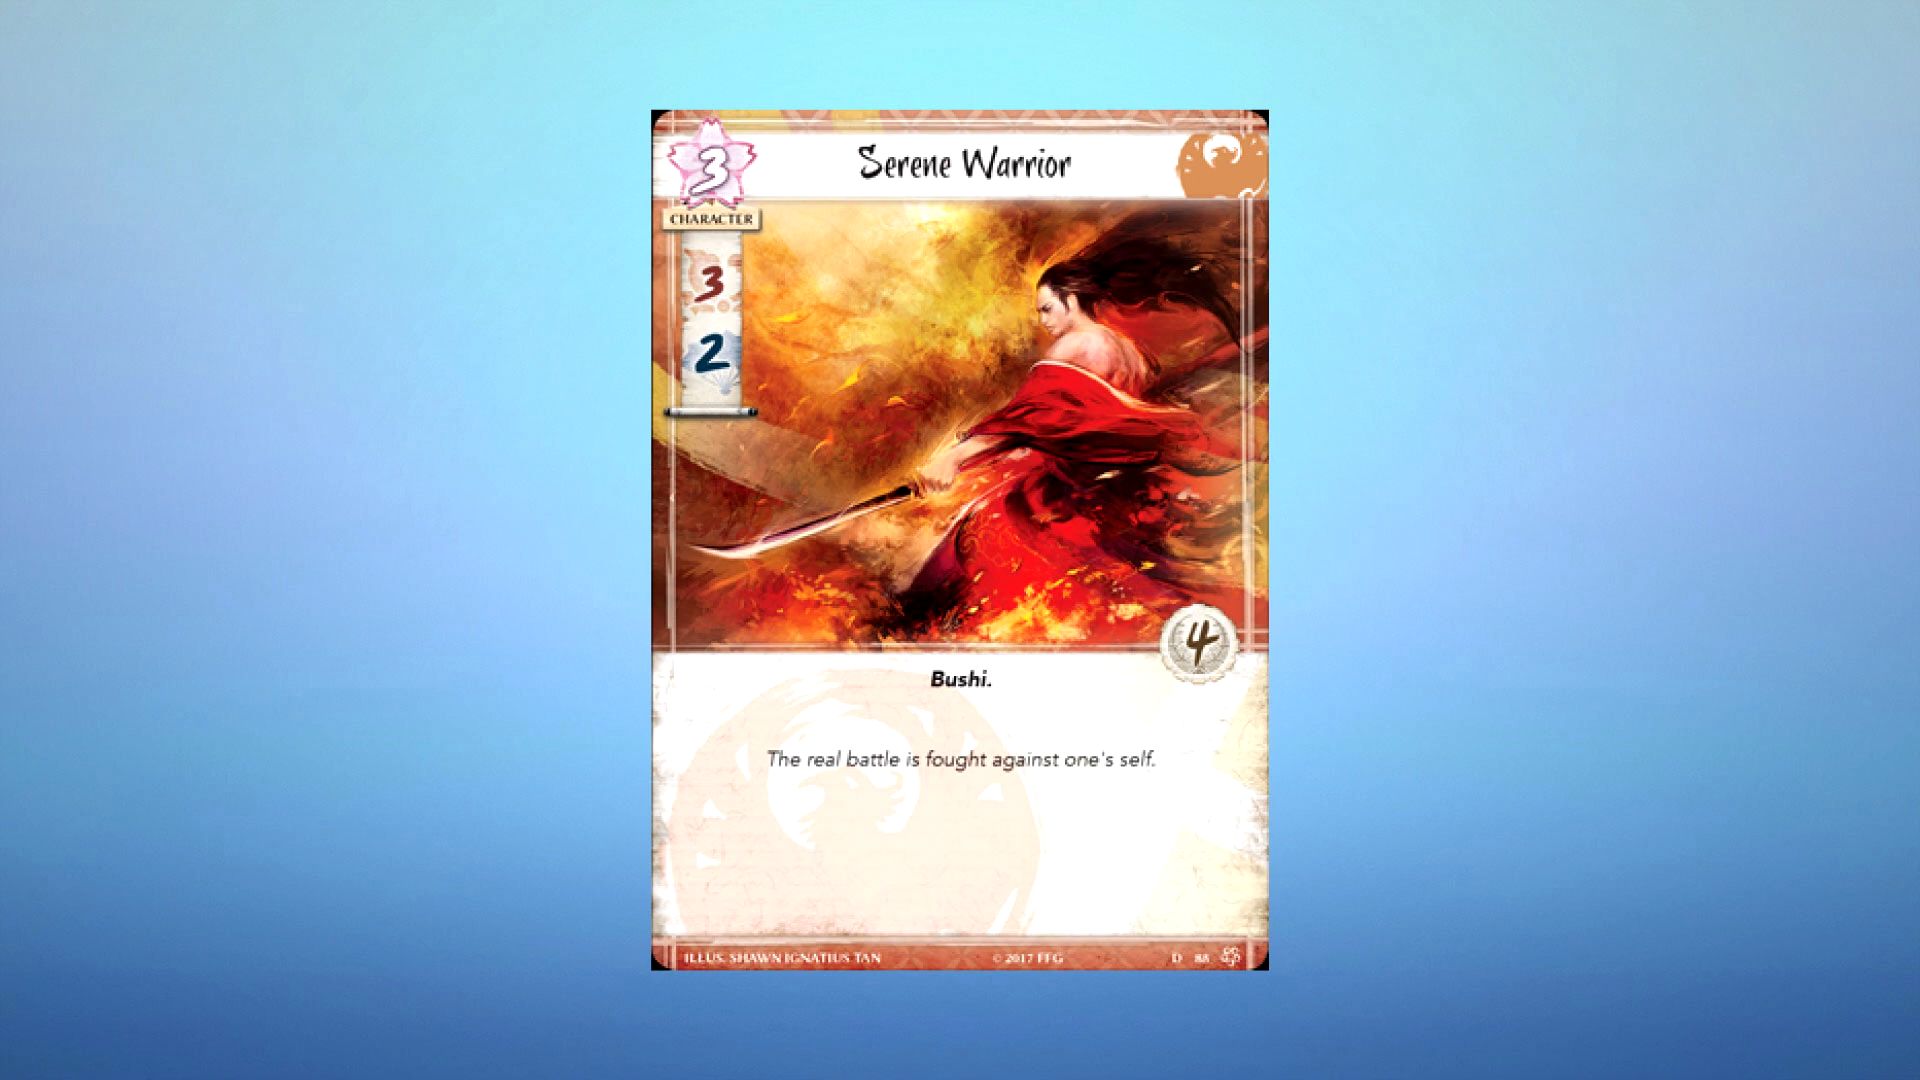 3
Serene Warrior
CHARACTER
3
2
4
Bushi.
The real battle is fought against one's self.
ILLUS. SHAWN IGNATIUS TAN © 2017 FFG D 88